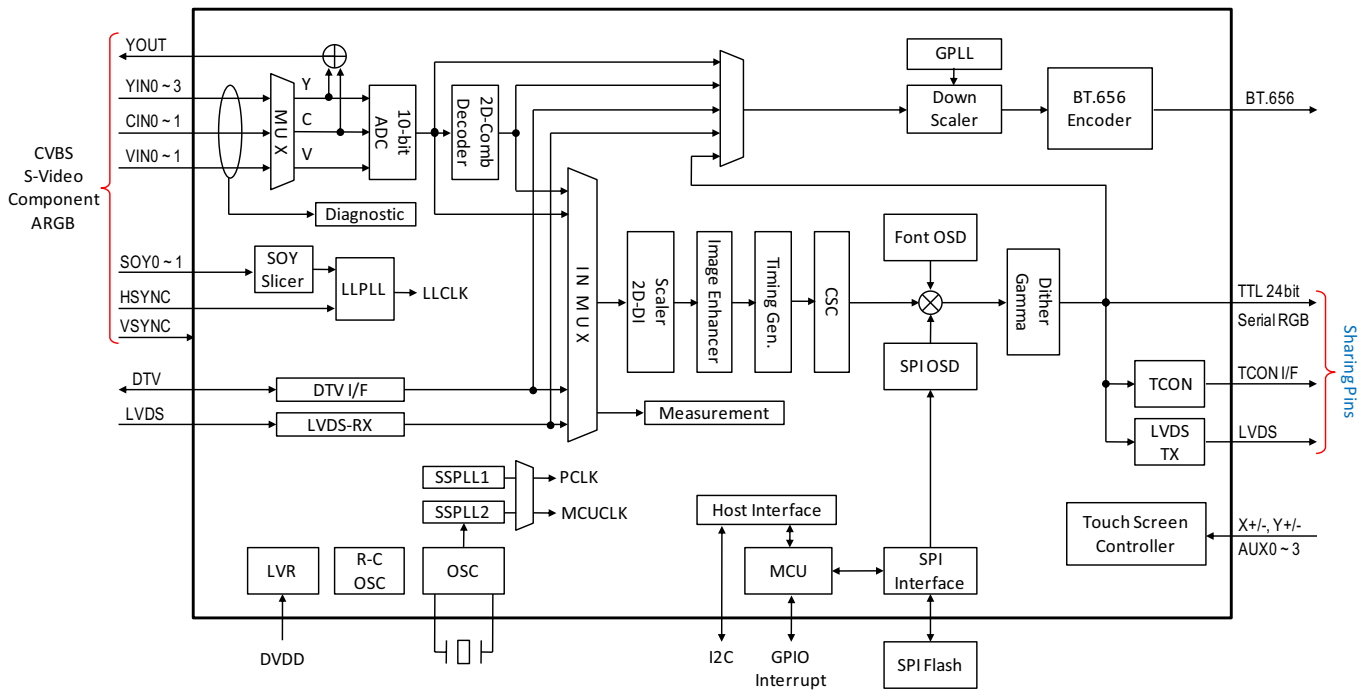 YOUT
YIN0 ~ 3
CIN0 ~ 1
VIN0 ~ 1
CVBS
S-Video
Component
ARGB
SOY0 ~ 1
HSYNC
VSYNC
DTV
LVDS
MUX
Y
C
V
10-bit
ADC
2D-Comb
Decoder
Diagnostic
SOY
Slicer
LLPLL
LLCLK
DTV I/F
LVDS-RX
IN MUX
Scaler
2D-DI
Image
Enhancer
Timing
Gen.
CSC
Measurement
GPLL
Down
Scaler
BT.656
Encoder
BT.656
Font OSD
SPI OSD
Dither
Gamma
TTL 24bit
Serial RGB
TCON
TCON I/F
LVDS
TX
LVDS
Sharing Pins
SSPLL1
SSPLL2
PCLK
MCUCLK
LVR
R-C
OSC
OSC
DVDD
Host Interface
MCU
SPI
Interface
I2C
GPIO
Interrupt
SPI Flash
Touch Screen
Controller
X+/-, Y+/-
AUX0 ~ 3